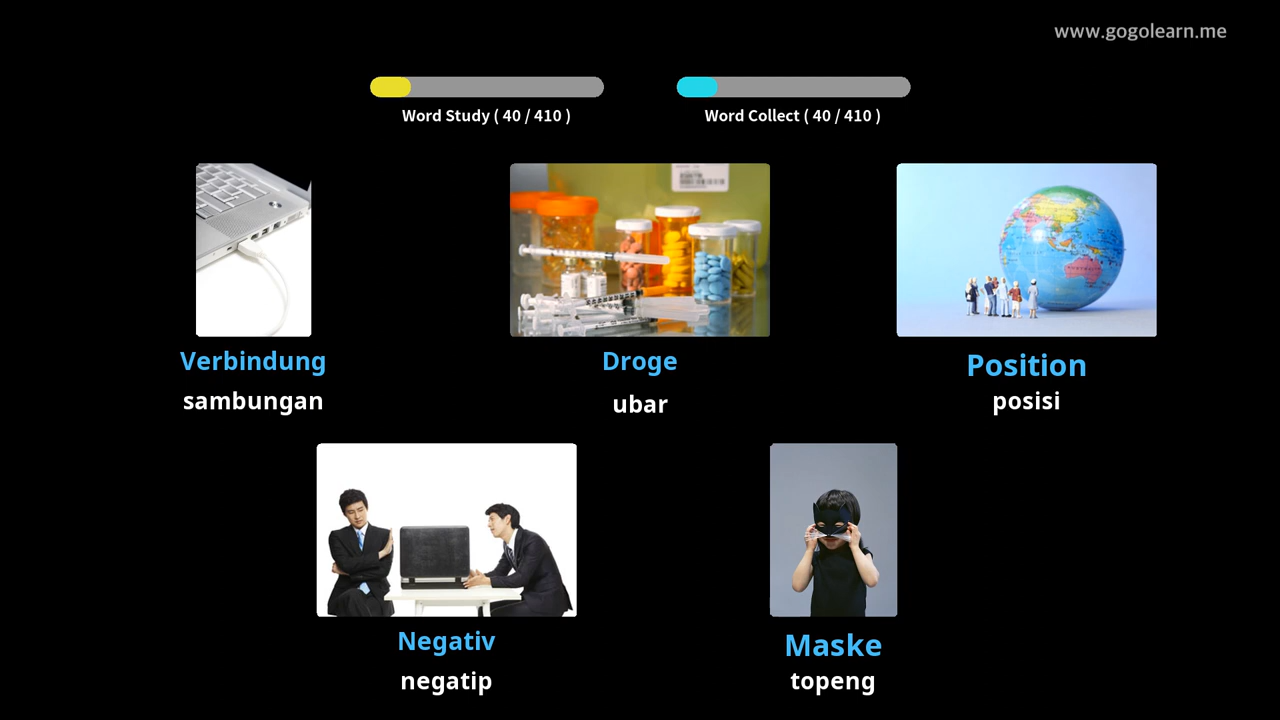 www.gogolearn.me
Word Study ( 40 / 410 )
Word Collect ( 40 / 410 )
Verbindung
sambungan
Droge
ubar
Position
posisi
Negativ
negatip
Maske
topeng